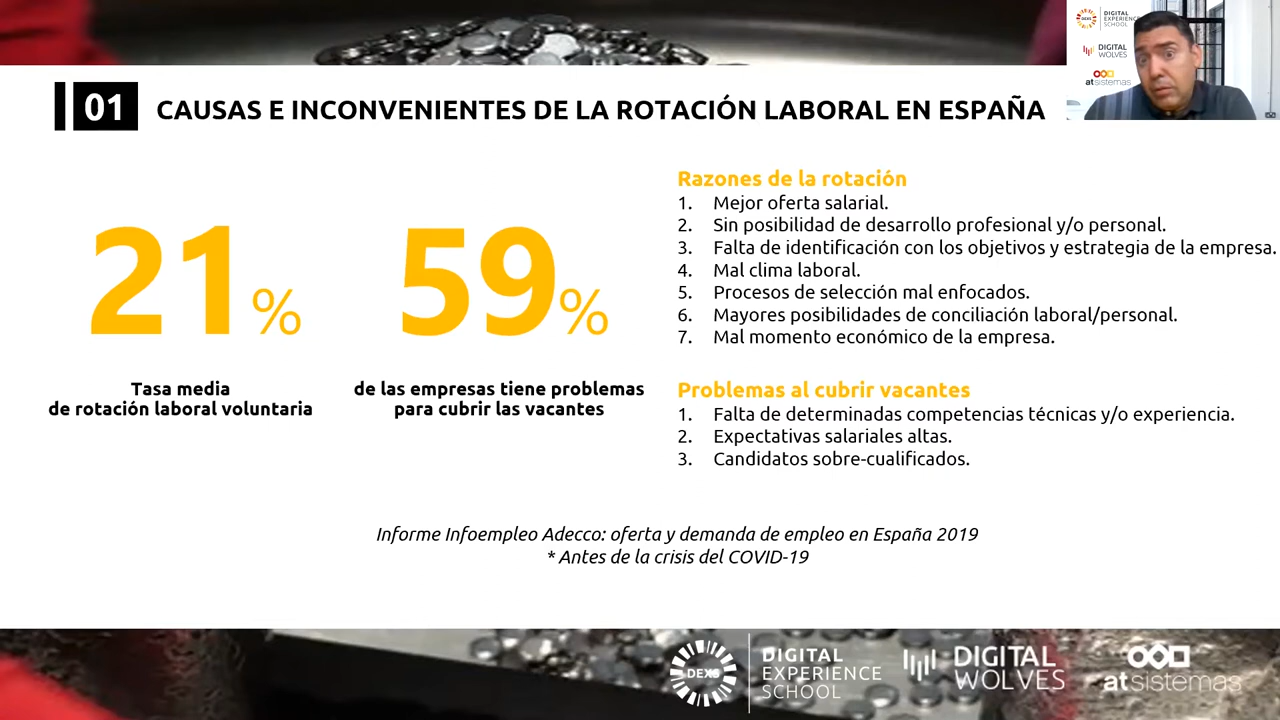 01
CAUSAS E INCONVENIENTES DE LA ROTACIÓN LABORAL EN ESPAÑA
DEXS
DIGITAL
EXPERIENCE
SCHOOL
DIGITAL
WOLVES
atsistemas
21%
Tasa media
de rotación laboral voluntaria
59%
de las empresas tiene problemas
para cubrir las vacantes
Razones de la rotación
1. Mejor oferta salarial.
2. Sin posibilidad de desarrollo profesional y/o personal.
3. Falta de identificación con los objetivos y estrategia de la empresa.
4. Mal clima laboral.
5. Procesos de selección mal enfocados.
6. Mayores posibilidades de conciliación laboral/personal.
7. Mal momento económico de la empresa.
Problemas al cubrir vacantes
1. Falta de determinadas competencias técnicas y/o experiencia.
2. Expectativas salariales altas.
3. Candidatos sobre-cualificados.
Informe Infoempleo Adecco: oferta y demanda de empleo en España 2019
* Antes de la crisis del COVID-19
DEXS
DIGITAL
EXPERIENCE
SCHOOL
DIGITAL
WOLVES
atsistemas